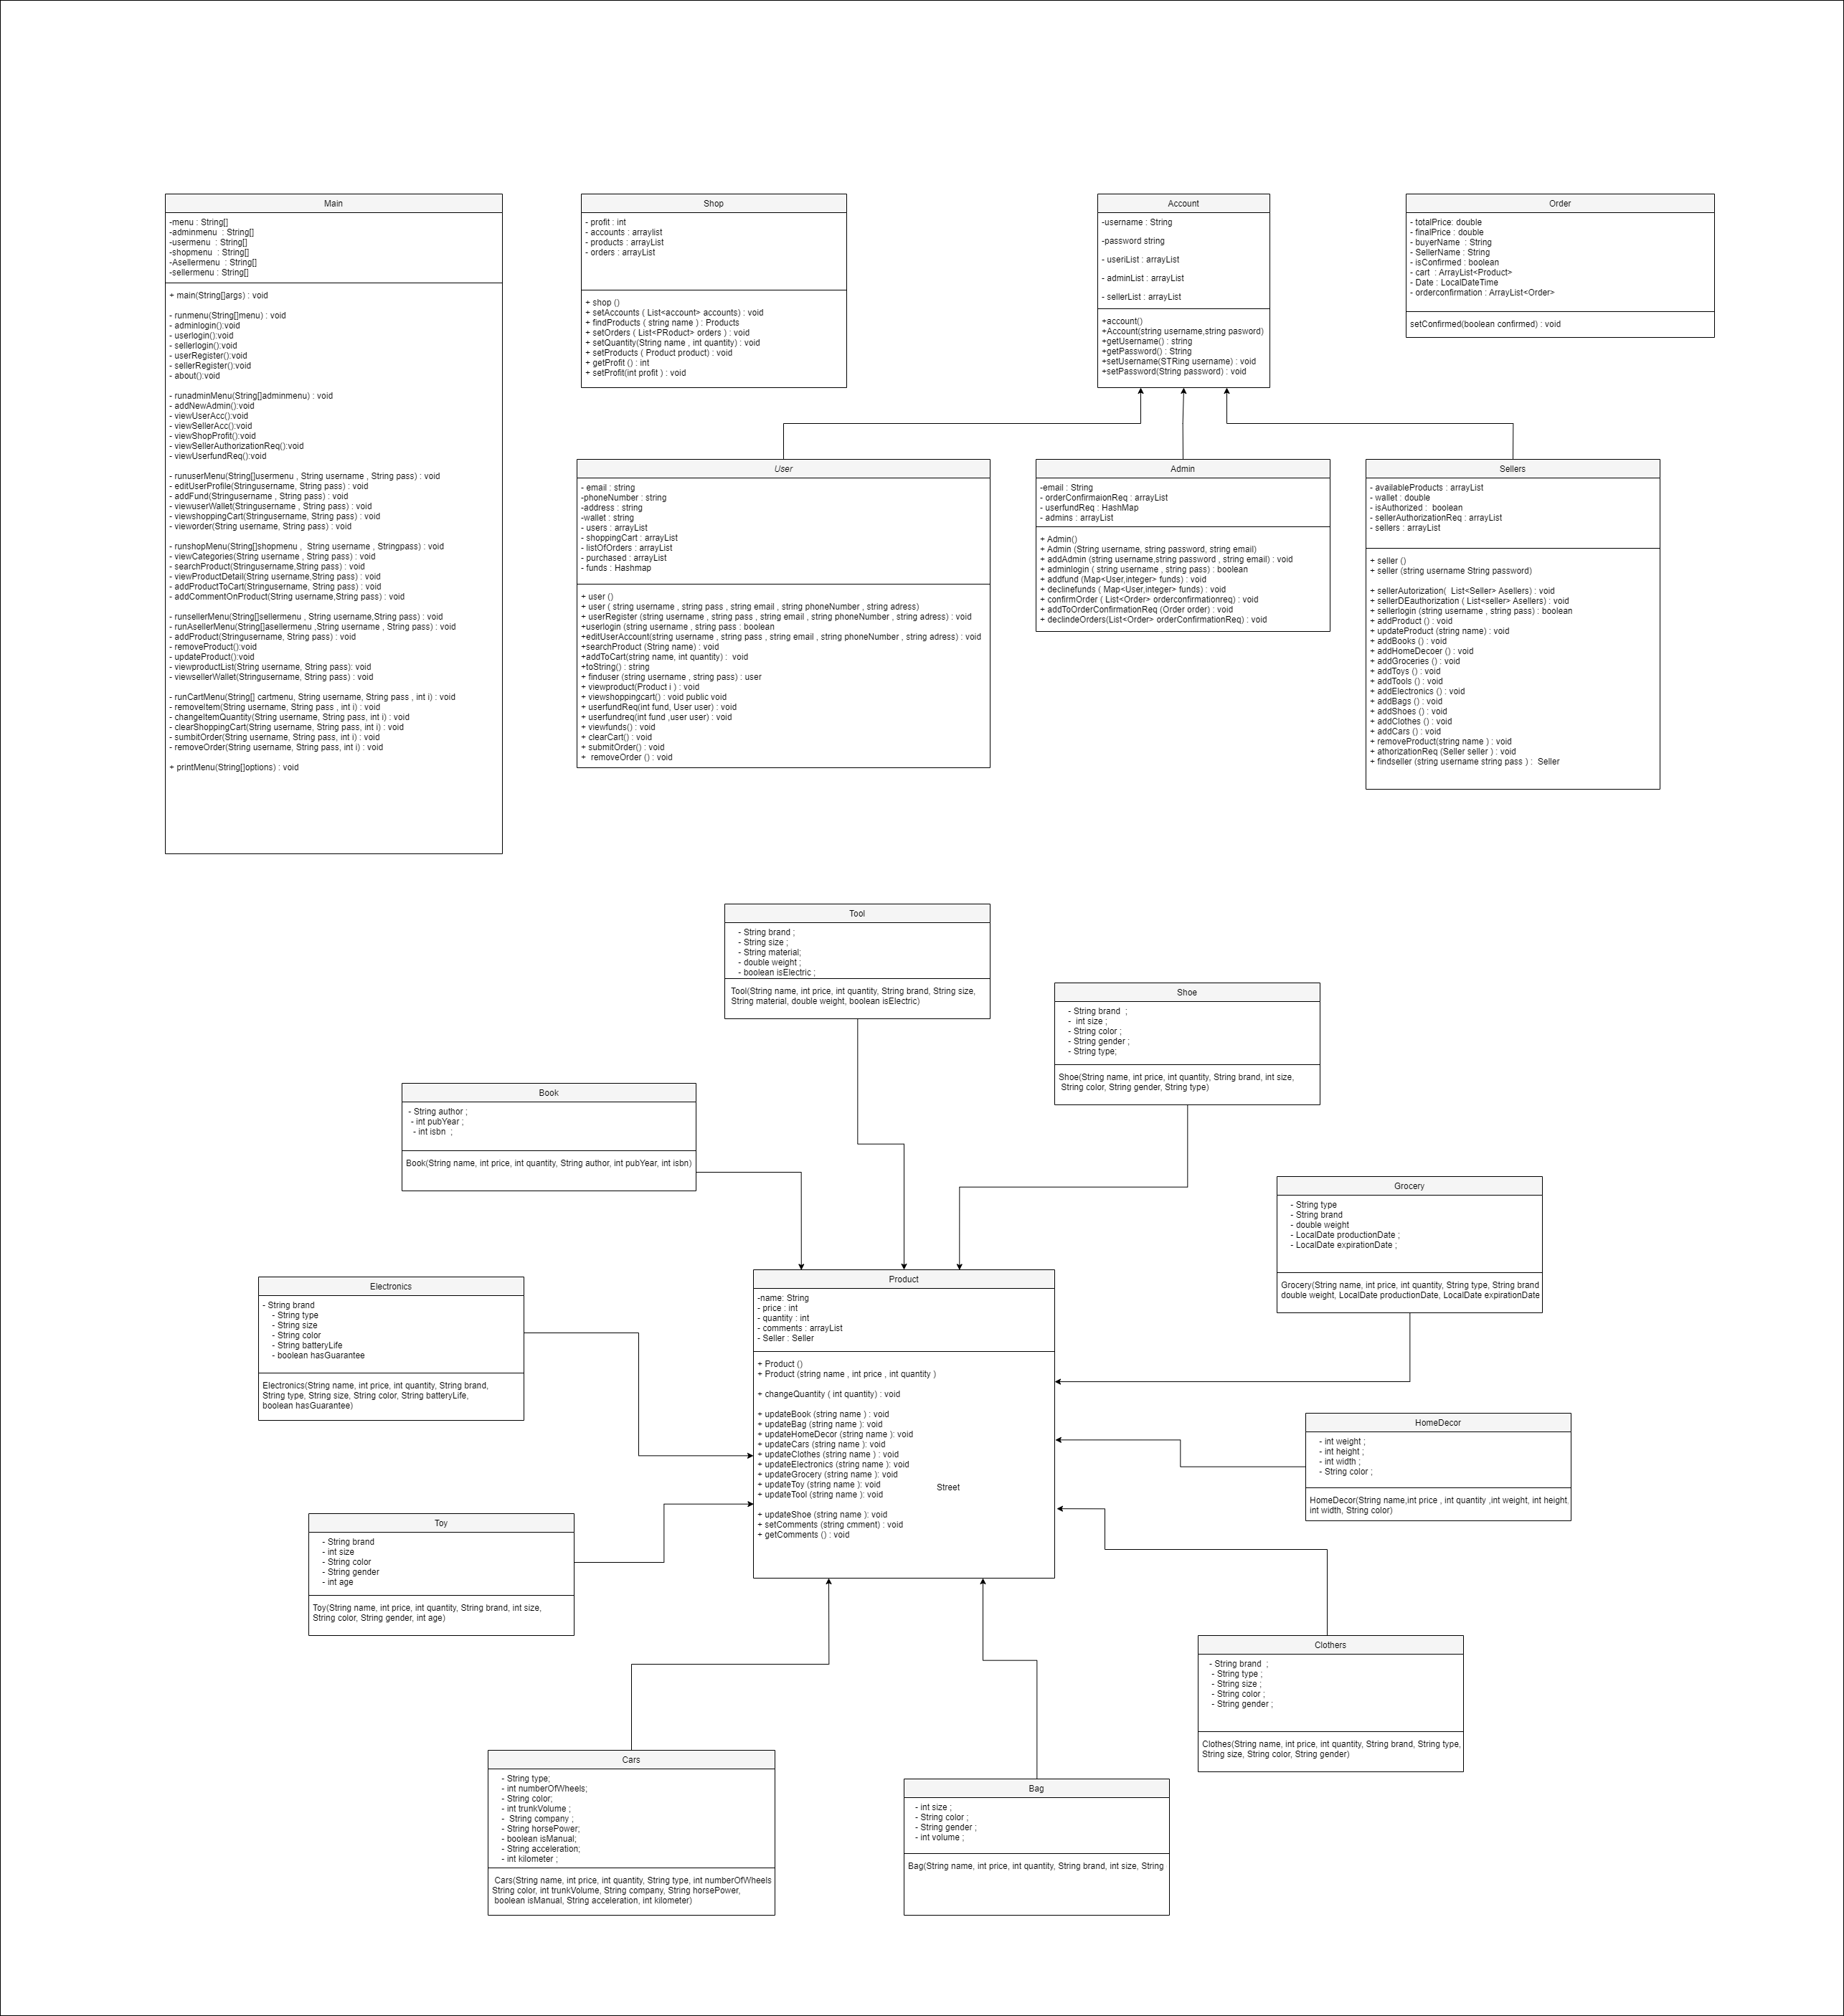 Main
-menu : String[]
-adminmenu  : String[]
-usermenu  : String[]
-shopmenu  : String[]
-Asellermenu  : String[]
-sellermenu : String[]
+ main(String[]args) : void
- runmenu(String[]menu) : void
- adminlogin():void
- userlogin():void
- sellerlogin():void
- userRegister():void
- sellerRegister():void
- about():void
- runadminMenu(String[]adminmenu) : void
- addNewAdmin():void
- viewUserAcc():void
- viewSellerAcc():void
- viewShopProfit():void
- viewSellerAuthorizationReq():void
- viewUserfundReq():void
- runuserMenu(String[]usermenu , String username , String pass) : void
- editUserProfile(Stringusername, String pass) : void
- addFund(Stringusername , String pass) : void
- viewuserWallet(Stringusername , String pass) : void
- viewshoppingCart(Stringusername, String pass) : void
- vieworder(String username, String pass) : void
- runshopMenu(String[]shopmenu ,  String username , Stringpass) : void
- viewCategories(String username , String pass) : void
- searchProduct(Stringusername,String pass) : void
- viewProductDetail(String username,String pass) : void
- addProductToCart(Stringusername, String pass) : void
- addCommentOnProduct(String username,String pass) : void
- runsellerMenu(String[]sellermenu , String username,String pass) : void
- runAsellerMenu(String[]asellermenu ,String username , String pass) : void
- addProduct(Stringusername, String pass) : void
- removeProduct():void
- updateProduct():void
- viewproductList(String username, String pass): void
- viewsellerWallet(Stringusername, String pass) : void
- runCartMenu(String[] cartmenu, String username, String pass , int i) : void
- removeItem(String username, String pass , int i) : void
- changeItemQuantity(String username, String pass, int i) : void
- clearShoppingCart(String username, String pass, int i) : void
- sumbitOrder(String username, String pass, int i) : void
- removeOrder(String username, String pass, int i) : void
+ printMenu(String[]options) : void
Shop
- profit : int
- accounts : arraylist
- products : arrayList
- orders : arrayList
+ shop ()
+ setAccounts ( List<account> accounts) : void
+ findProducts ( string name ) : Products
+ setOrders ( List<PRoduct> orders ) : void
+ setQuantity(String name , int quantity) : void
+ setProducts ( Product product) : void
+ getProfit () : int
+ setProfit(int profit ) : void
Account
-username : String
-password string
- useriList : arrayList
- adminList : arrayList
- sellerList : arrayList
+account()
+Account(string username,string pasword)
+getUsername() : string
+getPassword() : String
+setUsername(STRing username) : void
+setPassword(String password) : void
Order
- totalPrice: double
- finalPrice : double
- buyerName  : String
- SellerName : String
- isConfirmed : boolean
- cart  : ArrayList<Product>
- Date : LocalDateTime
- orderconfirmation : ArrayList<Order>
setConfirmed(boolean confirmed) : void
User
- email : string
-phoneNumber : string
-address : string
-wallet : string
- users : arrayList
- shoppingCart : arrayList
- listOfOrders : arrayList
- purchased : arrayList
- funds : Hashmap
+ user ()
+ user ( string username , string pass , string email , string phoneNumber , string adress)
+ userRegister (string username , string pass , string email , string phoneNumber , string adress) : void
+userlogin (string username , string pass : boolean
+editUserAccount(string username , string pass , string email , string phoneNumber , string adress) : void
+searchProduct (String name) : void
+addToCart(string name, int quantity) :  void
+toString() : string
+ finduser (string username , string pass) : user
+ viewproduct(Product i ) : void
+ viewshoppingcart() : void public void
+ userfundReq(int fund, User user) : void
+ userfundreq(int fund ,user user) : void
+ viewfunds() : void
+ clearCart() : void
+ submitOrder() : void
+  removeOrder () : void
Admin
-email : String
- orderConfirmaionReq : arrayList
- userfundReq : HashMap
- admins : arrayList
+ Admin()
+ Admin (String username, string password, string email)
+ addAdmin (string username,string password , string email) : void
+ adminlogin ( string username , string pass) : boolean
+ addfund (Map<User,integer> funds) : void
+ declinefunds ( Map<User,integer> funds) : void
+ confirmOrder ( List<Order> orderconfirmationreq) : void
+ addToOrderConfirmationReq (Order order) : void
+ declindeOrders(List<Order> orderConfirmationReq) : void
Sellers
- availableProducts : arrayList
- wallet : double
- isAuthorized :  boolean
- sellerAuthorizationReq : arrayList
- sellers : arrayList
+ seller ()
+ seller (string username String password)
+ sellerAutorization(  List<Seller> Asellers) : void
+ sellerDEauthorization ( List<seller> Asellers) : void
+ sellerlogin (string username , string pass) : boolean
+ addProduct () : void
+ updateProduct (string name) : void
+ addBooks () : void
+ addHomeDecoer () : void
+ addGroceries () : void
+ addToys () : void
+ addTools () : void
+ addElectronics () : void
+ addBags () : void
+ addShoes () : void
+ addClothes () : void
+ addCars () : void
+ removeProduct(string name ) : void
+ athorizationReq (Seller seller ) : void
+ findseller (string username string pass ) :  Seller
Tool
- String brand ;
- String size ;
- String material;
- double weight ;
- boolean isElectric ;
Tool(String name, int price, int quantity, String brand, String size,
String material, double weight, boolean isElectric)
Shoe
- String brand  ;
-  int size ;
- String color ;
- String gender ;
- String type;
Shoe(String name, int price, int quantity, String brand, int size,
String color, String gender, String type)
Book
- String author ;
- int pubYear ;
- int isbn  ;
Book(String name, int price, int quantity, String author, int pubYear, int isbn)
Grocery
- String type
- String brand
- double weight
- LocalDate productionDate ;
- LocalDate expirationDate ;
Grocery(String name, int price, int quantity, String type, String brand
double weight, LocalDate productionDate, LocalDate expirationDate
Electronics
- String brand
- String type
- String size
- String color
- String batteryLife
- boolean hasGuarantee
Electronics(String name, int price, int quantity, String brand,
String type, String size, String color, String batteryLife,
boolean hasGuarantee)
Product
-name: String
- price : int
- quantity : int
- comments : arrayList
- Seller : Seller
+ Product ()
+ Product (string name , int price , int quantity )
+ changeQuantity ( int quantity) : void
+ updateBook (string name ) : void
+ updateBag (string name ): void
+ updateHomeDecor (string name ): void
+ updateCars (string name ): void
+ updateClothes (string name ) : void
+ updateElectronics (string name ): void
+ updateGrocery (string name ): void
+ updateToy (string name ): void
+ updateTool (string name ): void
Street
+ updateShoe (string name ): void
+ setComments (string cmment) : void
+ getComments () : void
HomeDecor
- int weight ;
- int height ;
- int width ;
- String color ;
HomeDecor(String name,int price , int quantity ,int weight, int height,
int width, String color)
Toy
- String brand
- int size
- String color
- String gender
- int age
Toy(String name, int price, int quantity, String brand, int size,
String color, String gender, int age)
Clothers
- String brand  ;
- String type ;
- String size ;
- String color ;
- String gender ;
Clothes(String name, int price, int quantity, String brand, String type,
String size, String color, String gender)
Cars
- String type;
- int numberOfWheels;
- String color;
- int trunkVolume ;
-  String company ;
- String horsePower;
- boolean isManual;
- String acceleration;
- int kilometer ;
Cars(String name, int price, int quantity, String type, int numberOfWheels
String color, int trunkVolume, String company, String horsePower,
boolean isManual, String acceleration, int kilometer)
Bag
- int size ;
- String color ;
- String gender ;
- int volume ;
Bag(String name, int price, int quantity, String brand, int size, String